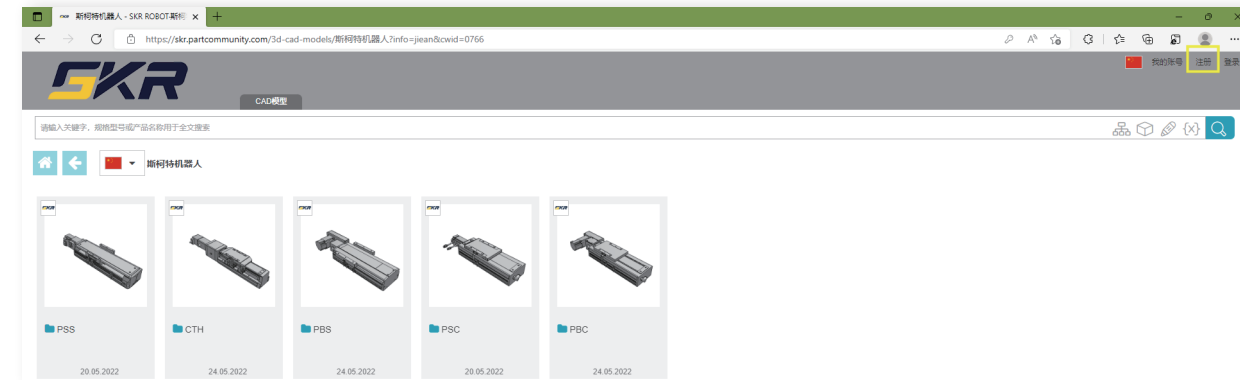 斯柯特机器人 - SKR ROBOT-斯柯
https://skr.partcommunity.com/3d-cad-models/斯柯特机器人?info=jiean&cwid=0766
SKR
我的账号 注册 登录
CAD模型
请输入关键字，规格型号或产品名称用于全文搜索
斯柯特机器人
PSS CTH PBS PSC PBC
20.05.2022 24.05.2022 24.05.2022 20.05.2022 24.05.2022